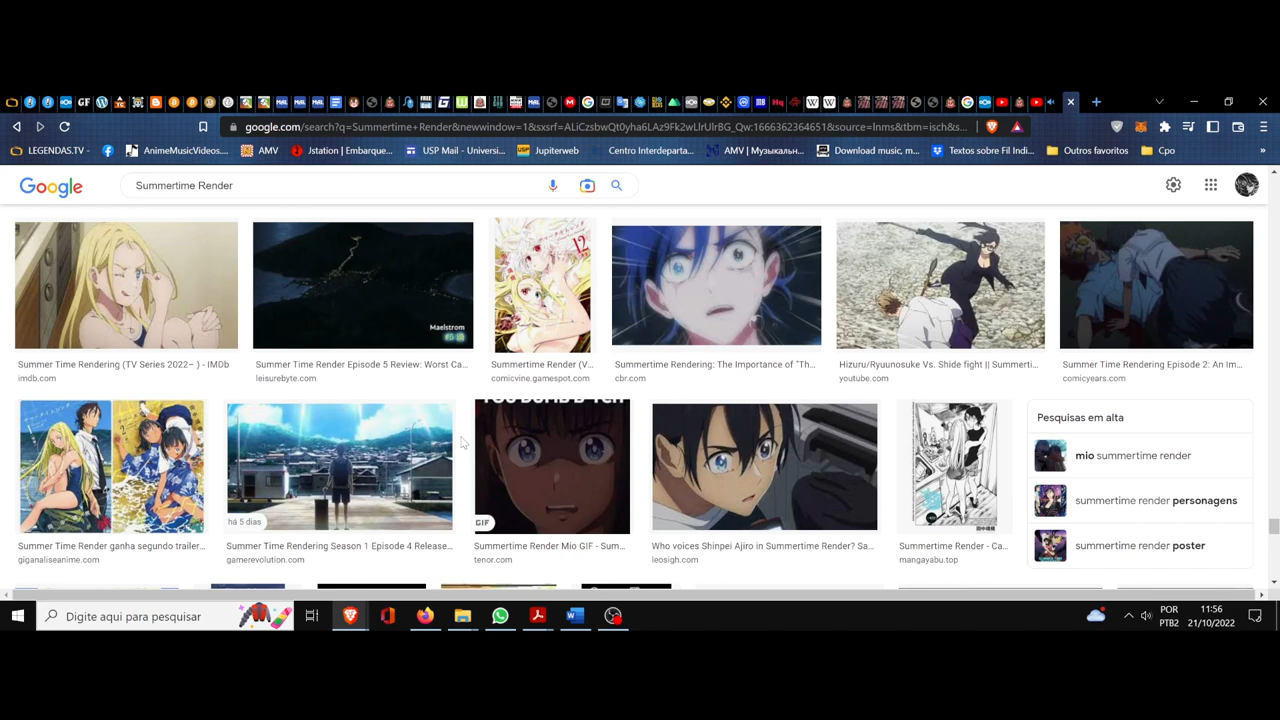 google.com/search?q=Summertime+Render&newwindow=1&sxsrf=ALiCzsbwQt0yha6LAz9Fk2wLlrUlrBG_Qw:1666362364651&source=lnms&tbm=isch&s...
LEGENDAS.TV
AnimeMusicVideos....
AMV
Jstation | Embarque...
USP Mail - Universi...
Jupiterweb
Centro Interdeparta...
AMV | Музыкальн...
Download music, m...
Textos sobre Fil Indi...
Outros favoritos
Cpo
Google
Summertime Render
Maelstrom
12
Summer Time Rendering (TV Series 2022– ) - IMDb
imdb.com
Summer Time Render Episode 5 Review: Worst Ca...
leisurebyte.com
Summertime Render (V...
comicvine.gamespot.com
Summertime Rendering: The Importance of "Th...
cbr.com
Hizuru/Ryuunosuke Vs. Shide fight || Summerti...
youtube.com
Summer Time Rendering Episode 2: An Im...
comicyears.com
há 5 dias
GIF
Summer Time Render ganha segundo trailer...
giganaliseanime.com
Summer Time Rendering Season 1 Episode 4 Release...
gamerevolution.com
Summertime Render Mio GIF - Sum...
tenor.com
Who voices Shinpei Ajiro in Summertime Render? Sa...
leosigh.com
Summertime Render - Ca...
mangayabu.top
Pesquisas em alta
mio summertime render
summertime render personagens
summertime render poster
Digite aqui para pesquisar
POR
PTB2
11:56
21/10/2022